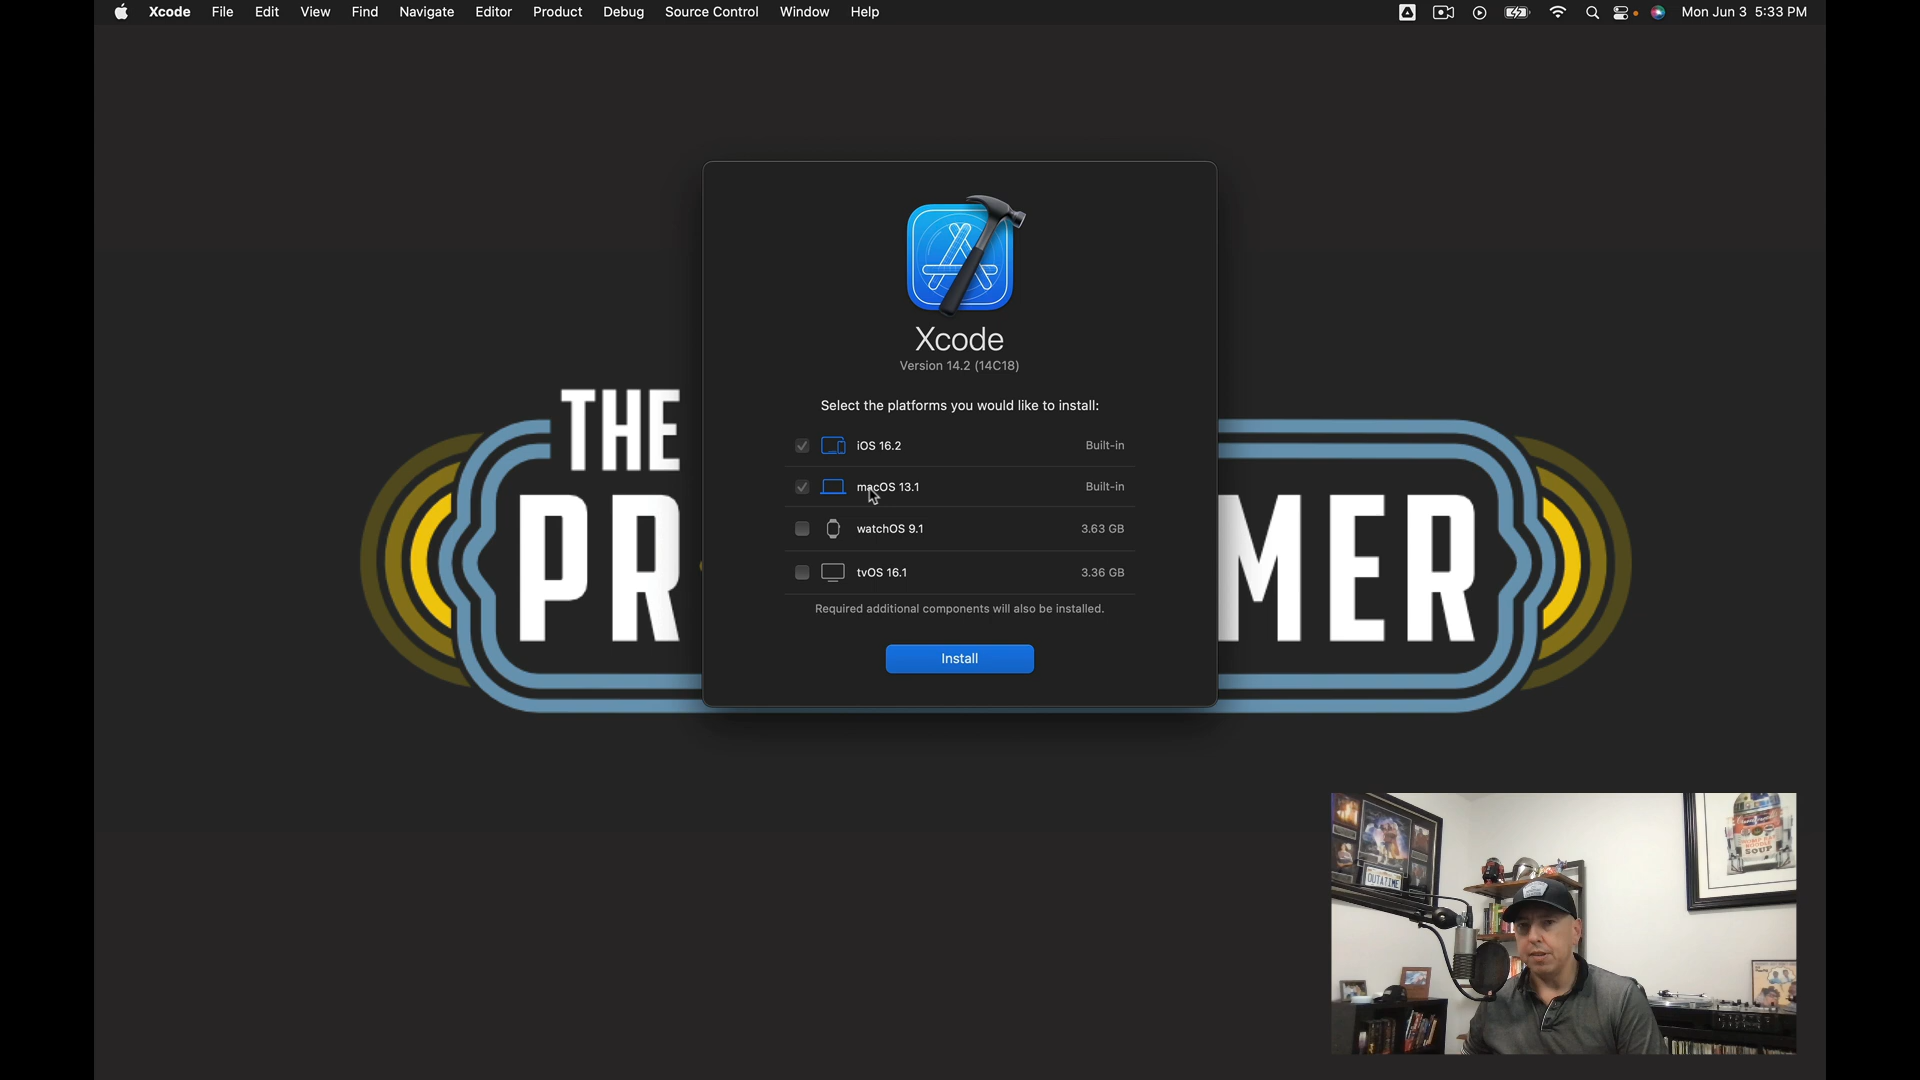 Xcode File Edit View Find Navigate Editor Product Debug Source Control Window Help Mon Jun 3 5:33 PM
Xcode
Version 14.2 (14C18)
Select the platforms you would like to install:
iOS 16.2 Built-in
macOS 13.1 Built-in
watchOS 9.1 3.63 GB
tvOS 16.1 3.36 GB
Required additional components will also be installed.
Install
THE
PR MER
OUTATIME
SOUP